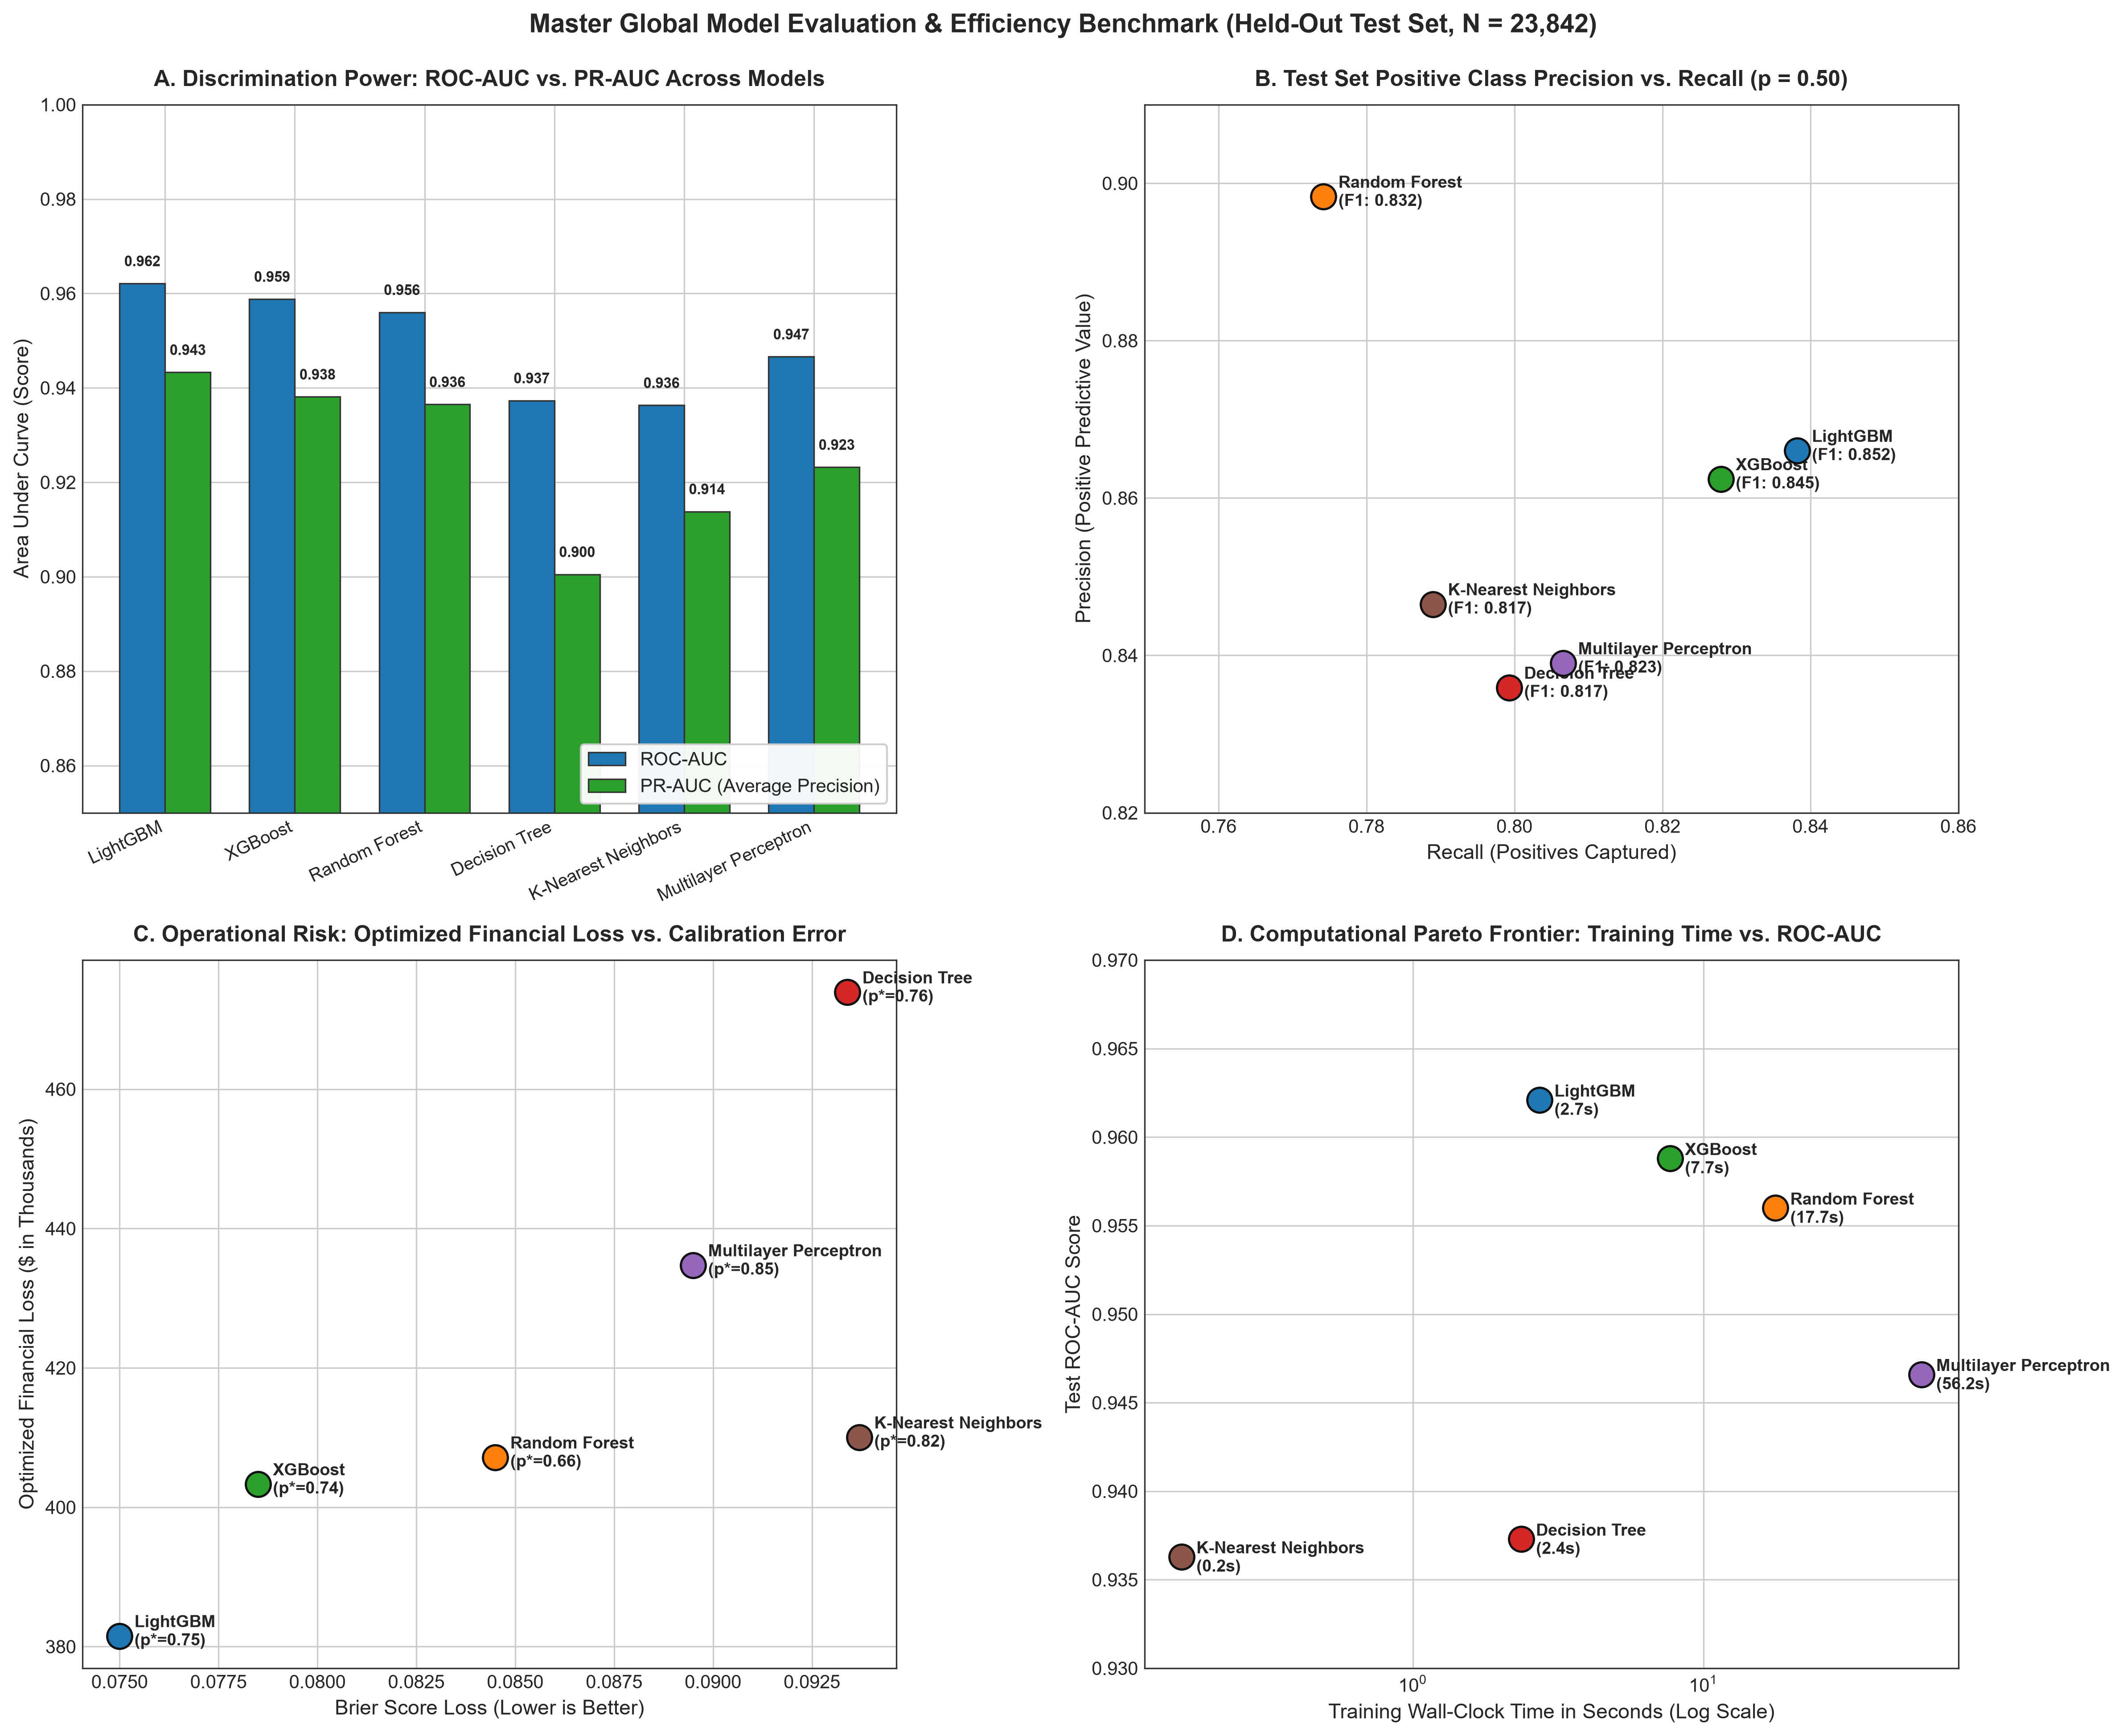 Master Global Model Evaluation & Efficiency Benchmark (Held-Out Test Set, N = 23,842)
A. Discrimination Power: ROC-AUC vs. PR-AUC Across Models
Area Under Curve (Score)
1.00
0.98
0.96
0.94
0.92
0.90
0.88
0.86
0.962
0.943
0.959
0.938
0.956
0.936
0.937
0.900
0.936
0.914
0.947
0.923
ROC-AUC
PR-AUC (Average Precision)
LightGBM
XGBoost
Random Forest
Decision Tree
K-Nearest Neighbors
Multilayer Perceptron
B. Test Set Positive Class Precision vs. Recall (p = 0.50)
Precision (Positive Predictive Value)
0.90
0.88
0.86
0.84
0.82
Random Forest
(F1: 0.832)
LightGBM
(F1: 0.852)
XGBoost
(F1: 0.845)
K-Nearest Neighbors
(F1: 0.817)
Multilayer Perceptron
(F1: 0.823)
Decision Tree
(F1: 0.817)
0.76
0.78
0.80
0.82
0.84
0.86
Recall (Positives Captured)
C. Operational Risk: Optimized Financial Loss vs. Calibration Error
Optimized Financial Loss ($ in Thousands)
460
440
420
400
380
Decision Tree
(p*=0.76)
Multilayer Perceptron
(p*=0.85)
K-Nearest Neighbors
(p*=0.82)
Random Forest
(p*=0.66)
XGBoost
(p*=0.74)
LightGBM
(p*=0.75)
0.0750
0.0775
0.0800
0.0825
0.0850
0.0875
0.0900
0.0925
Brier Score Loss (Lower is Better)
D. Computational Pareto Frontier: Training Time vs. ROC-AUC
Test ROC-AUC Score
0.970
0.965
0.960
0.955
0.950
0.945
0.940
0.935
0.930
LightGBM
(2.7s)
XGBoost
(7.7s)
Random Forest
(17.7s)
Multilayer Perceptron
(56.2s)
Decision Tree
(2.4s)
K-Nearest Neighbors
(0.2s)
10⁰
10¹
Training Wall-Clock Time in Seconds (Log Scale)